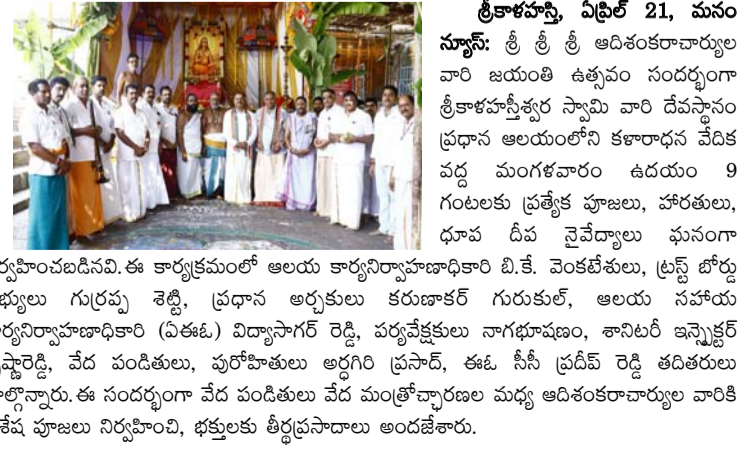 శ్రీకాళహస్తి, ఏప్రిల్ 21, మనం
న్యూస్: శ్రీ శ్రీ శ్రీ ఆదిశంకరాచార్యుల
వారి జయంతి ఉత్సవం సందర్భంగా
శ్రీకాళహస్తీశ్వర స్వామి వారి దేవస్థానం
ప్రధాన ఆలయంలోని కళారాధన వేదిక
వద్ద మంగళవారం ఉదయం 9
గంటలకు ప్రత్యేక పూజలు, హారతులు,
ధూప దీప నైవేద్యాలు ఘనంగా
ర్వహించబడినవి.ఈ కార్యక్రమంలో ఆలయ కార్యనిర్వాహణాధికారి బి.కే. వెంకటేశులు, ట్రస్ట్ బోర్డు
భ్యులు గుర్రప్ప శెట్టి, ప్రధాన అర్చకులు కరుణాకర్ గురుకుల్, ఆలయ సహాయ
ర్యనిర్వాహణాధికారి (ఏఈఓ) విద్యాసాగర్ రెడ్డి, పర్యవేక్షకులు నాగభూషణం, శానిటరీ ఇన్స్పెక్టర్
ష్ణారెడ్డి, వేద పండితులు, పురోహితులు అర్ధగిరి ప్రసాద్, ఈఓ సీసీ ప్రదీప్ రెడ్డి తదితరులు
ల్గొన్నారు.ఈ సందర్భంగా వేద పండితులు వేద మంత్రోచ్ఛారణల మధ్య ఆదిశంకరాచార్యుల వారికి
శేష పూజలు నిర్వహించి, భక్తులకు తీర్థప్రసాదాలు అందజేశారు.